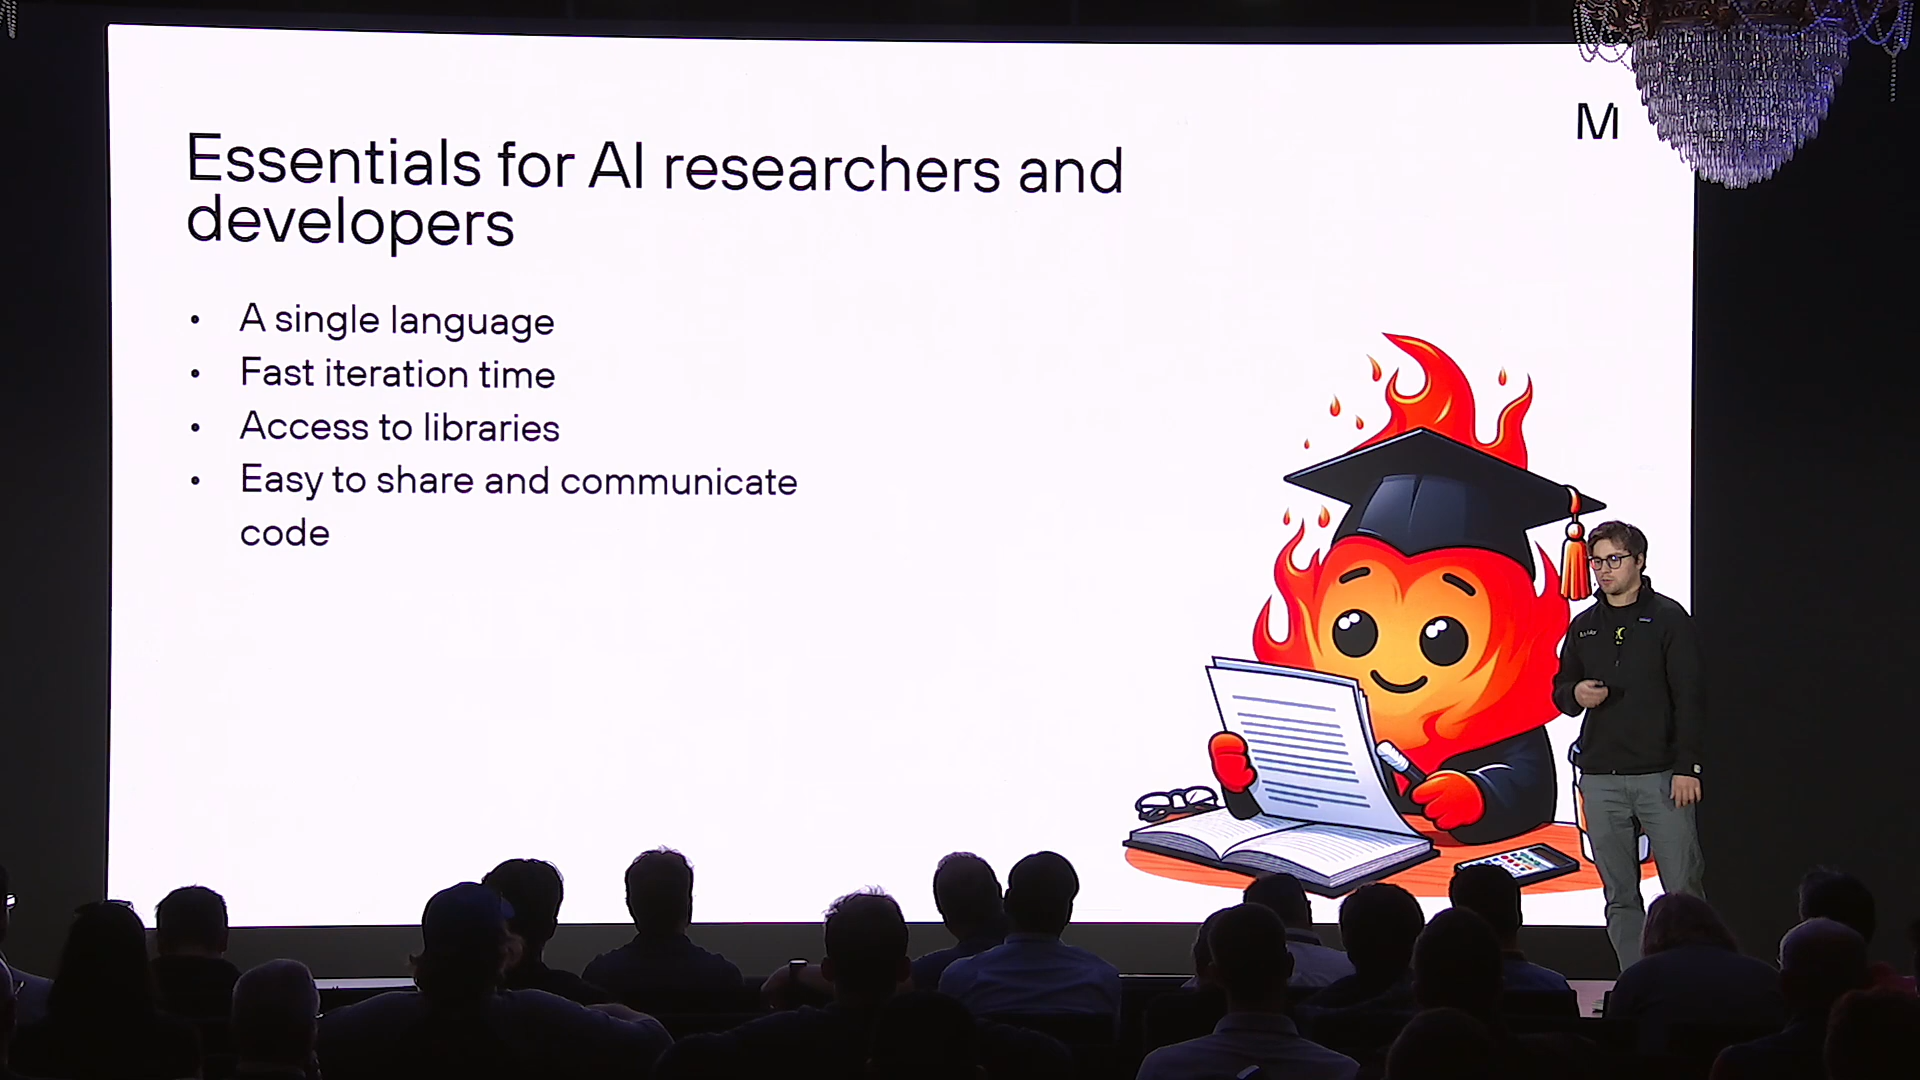 M
Essentials for AI researchers and
developers
• A single language
• Fast iteration time
• Access to libraries
• Easy to share and communicate
code